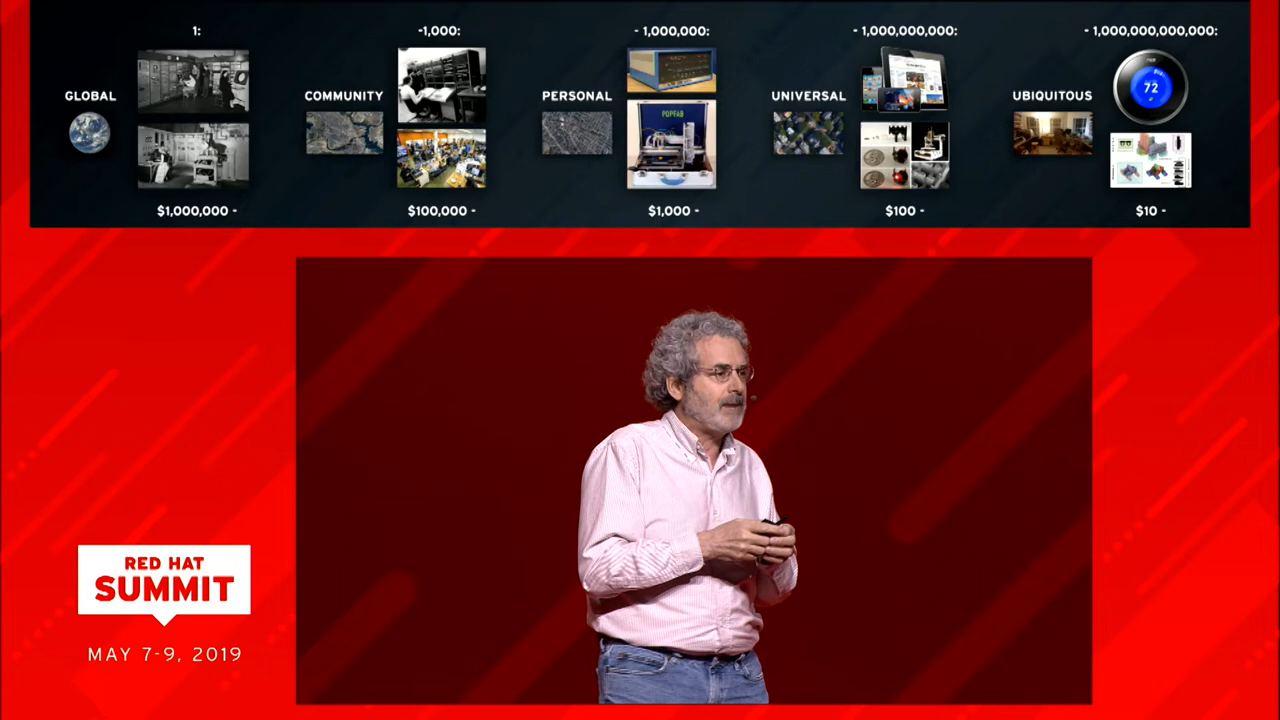 1:
~1,000:
~ 1,000,000:
~ 1,000,000,000:
~ 1,000,000,000,000:
GLOBAL
COMMUNITY
PERSONAL
UNIVERSAL
UBIQUITOUS
72
POPFAB
$1,000,000 -
$100,000 -
$1,000 -
$100 -
$10 -
RED HAT
SUMMIT
MAY 7-9, 2019